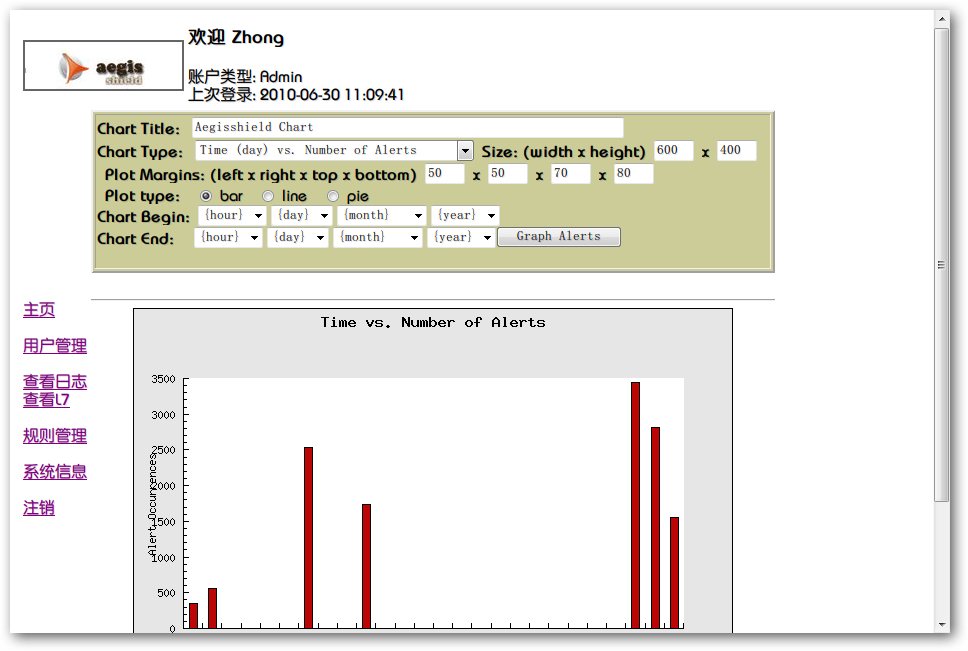 欢迎 Zhong
aegis
shield
账户类型: Admin
上次登录: 2010-06-30 11:09:41
Chart Title: Aegisshield Chart
Chart Type: Time (day) vs. Number of Alerts Size: (width x height) 600 x 400
Plot Margins: (left x right x top x bottom) 50 x 50 x 70 x 80
Plot type: bar line pie
Chart Begin: {hour} {day} {month} {year}
Chart End: {hour} {day} {month} {year} Graph Alerts
主页
用户管理
查看日志
查看L7
规则管理
系统信息
注销
Time vs. Number of Alerts
Alert Occurrences
3500
3000
2500
2000
1500
1000
500
0